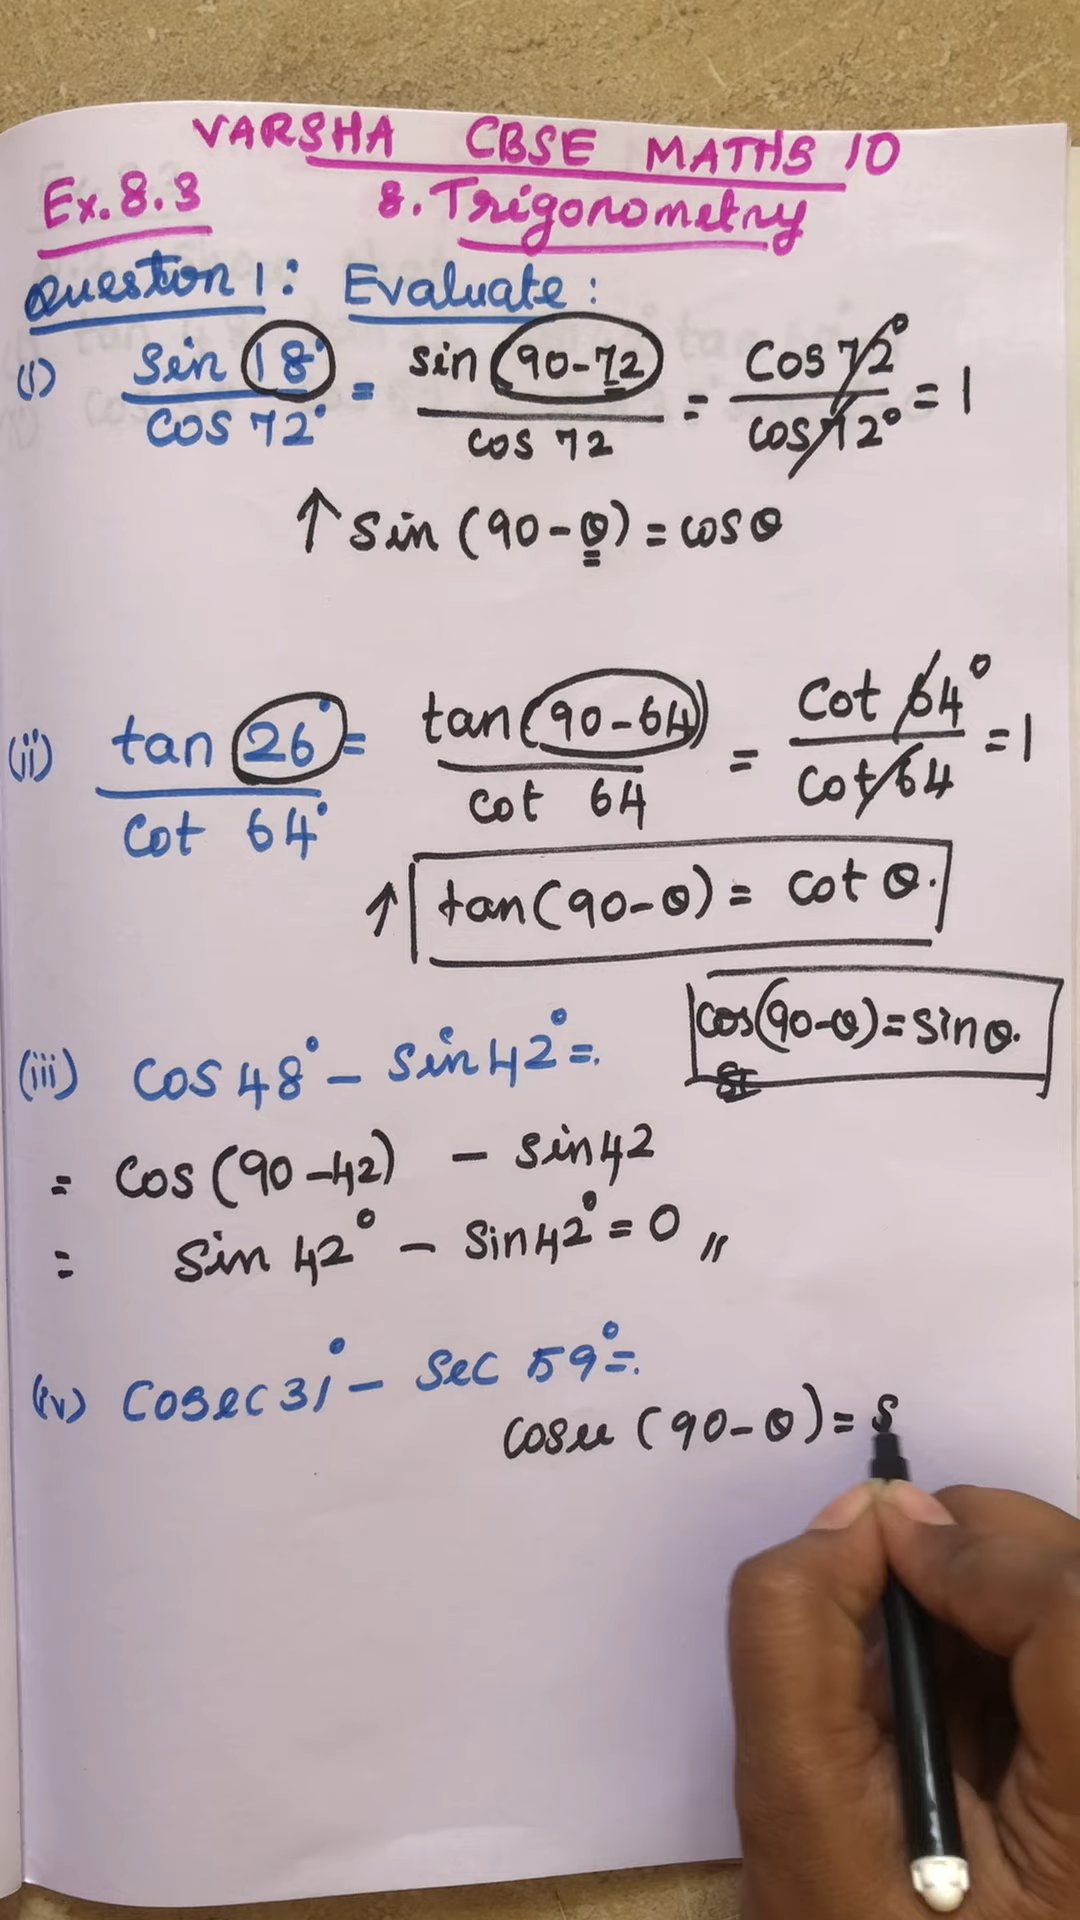 VARSHA CBSE MATHS 10
Ex.8.3 8.Trigonometry
Question 1: Evaluate:
(i) Sin 18° / cos 72° = sin (90-72) / cos 72 = Cos 72° / cos 72° = 1
↑ Sin (90-θ) = cosθ
(ii) tan 26° / cot 64° = tan(90-64) / cot 64 = Cot 64° / Cot 64 = 1
↑ tan(90-θ) = cot θ.
cos(90-θ)=sinθ.
(iii) Cos 48° - Sin 42° =.
= Cos (90-42) - Sin 42
= Sin 42° - Sin 42° = 0 〃
(iv) Cosec 31° - Sec 59° =.
cosec (90-θ) = s